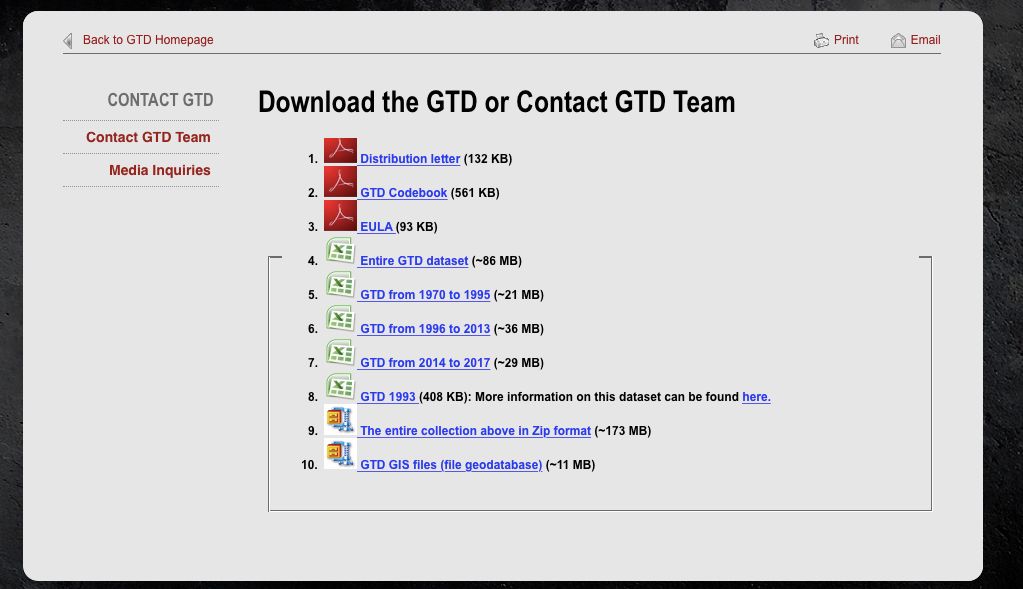 Back to GTD Homepage
Print
Email
CONTACT GTD
Contact GTD Team
Media Inquiries
Download the GTD or Contact GTD Team
1. Distribution letter (132 KB)
2. GTD Codebook (561 KB)
3. EULA (93 KB)
4. Entire GTD dataset (~86 MB)
5. GTD from 1970 to 1995 (~21 MB)
6. GTD from 1996 to 2013 (~36 MB)
7. GTD from 2014 to 2017 (~29 MB)
8. GTD 1993 (408 KB): More information on this dataset can be found here.
9. The entire collection above in Zip format (~173 MB)
10. GTD GIS files (file geodatabase) (~11 MB)